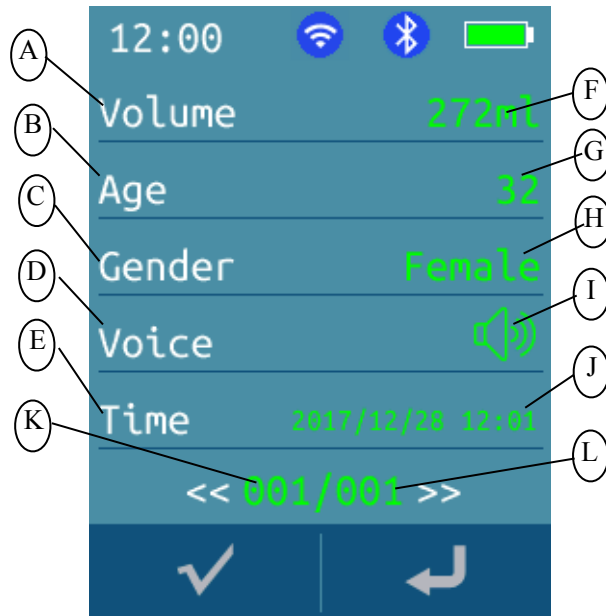 12:00
A
Volume 272ml F
B
Age 32 G
C
Gender Female H
D
Voice I
E
Time 2017/12/28 12:01 J
K
<< 001/001 >> L